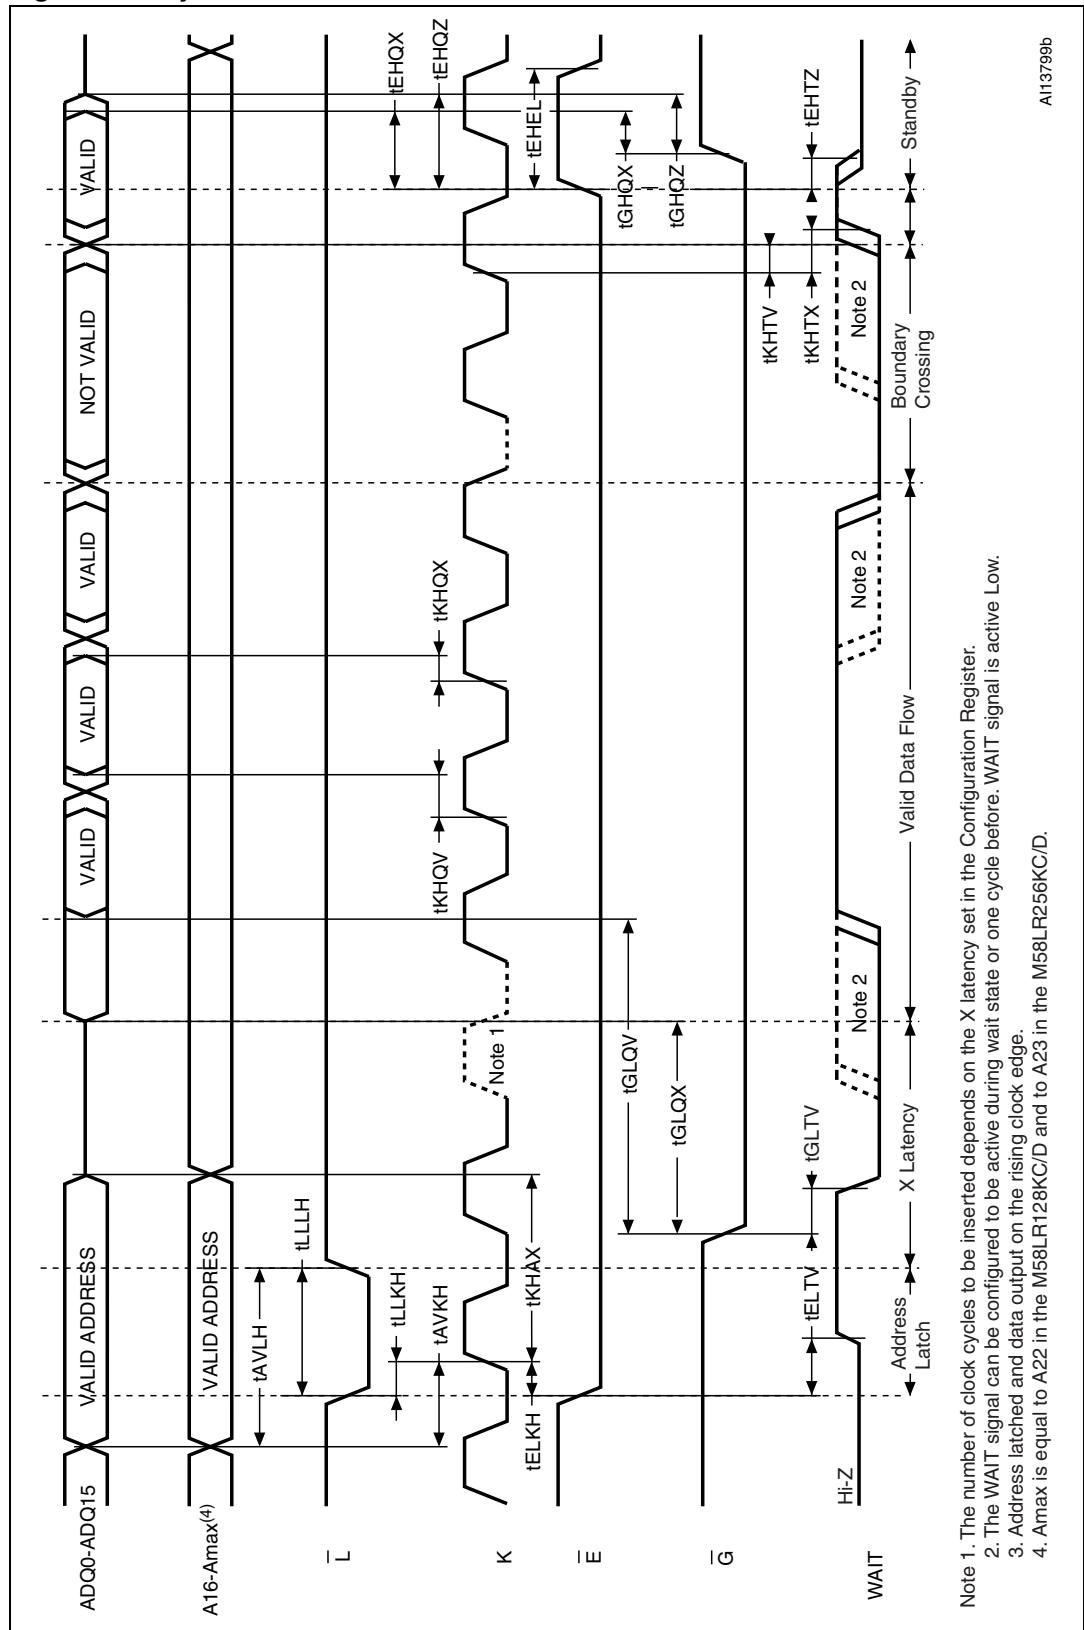 ADQ0-ADQ15
VALID ADDRESS
VALID
VALID
VALID
NOT VALID
VALID
A16-Amax(4)
VALID ADDRESS
tAVLH
L
tLLLH
tLLKH
tEHQX
tAVKH
tKHQV
tKHQX
tEHQZ
K
Note 1
tELKH
tKHAX
tEHEL
E
tGLQV
tGHQX
tGLQX
tGHQZ
G
tKHTV
tELTV
tGLTV
tKHTX
tEHTZ
Hi-Z
WAIT
Note 2
Note 2
Note 2
Address
Latch
X Latency
Valid Data Flow
Boundary
Crossing
Standby
Note 1. The number of clock cycles to be inserted depends on the X latency set in the Configuration Register.
2. The WAIT signal can be configured to be active during wait state or one cycle before. WAIT signal is active Low.
3. Address latched and data output on the rising clock edge.
4. Amax is equal to A22 in the M58LR128KC/D and to A23 in the M58LR256KC/D.
AI13799b